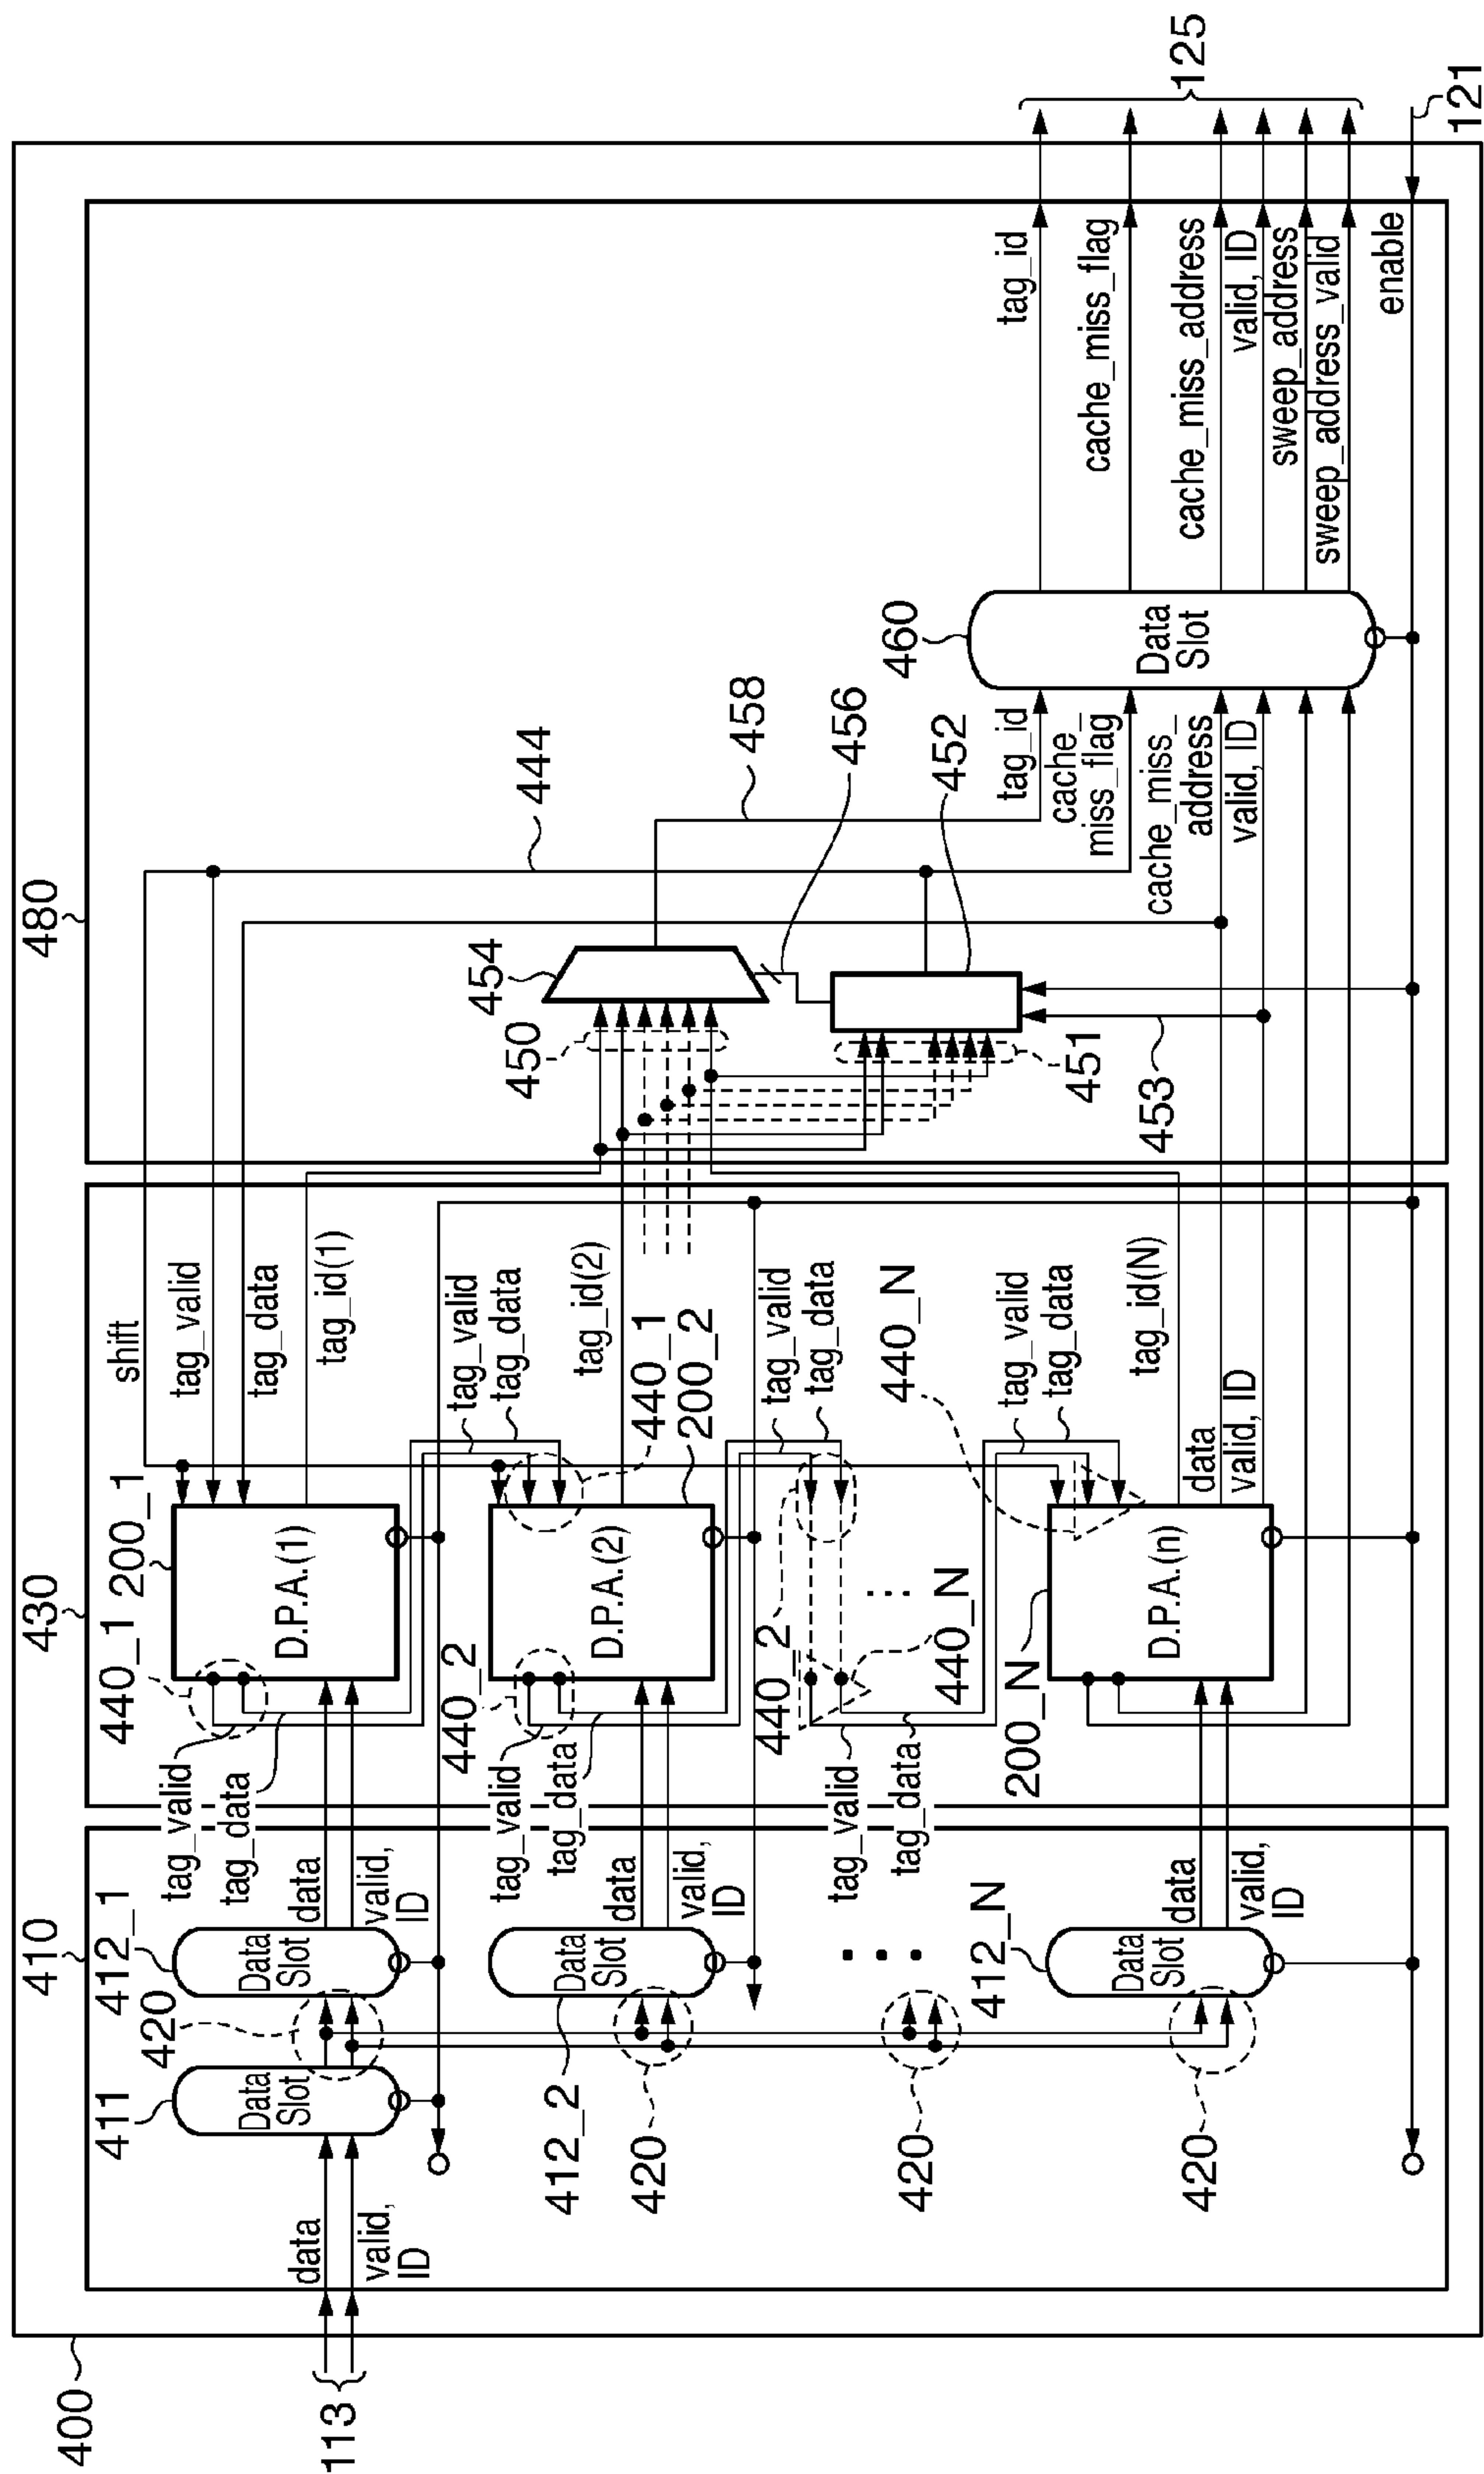 400
113
data
valid,
ID
410
411
Data
Slot
420
412_1
Data
Slot
data
valid,
ID
412_2
Data
Slot
420
data
valid,
ID
420
412_N
Data
Slot
420
data
valid,
ID
430
440_1
tag_valid
tag_data
200_1
D.P.A.(1)
shift
tag_valid
tag_data
tag_id(1)
440_2
tag_valid
tag_data
D.P.A.(2)
tag_valid
tag_data
tag_id(2)
440_1
200_2
440_2
tag_valid
tag_data
440_N
tag_valid
tag_data
440_N
200_N
D.P.A.(n)
tag_valid
tag_data
tag_id(N)
data
valid, ID
480
444
454
450
458
456
452
451
453
tag_id
cache_
miss_flag
cache_miss_
address
valid, ID
460
Data
Slot
tag_id
cache_miss_flag
cache_miss_address
valid, ID
sweep_address
sweep_address_valid
enable
125
121